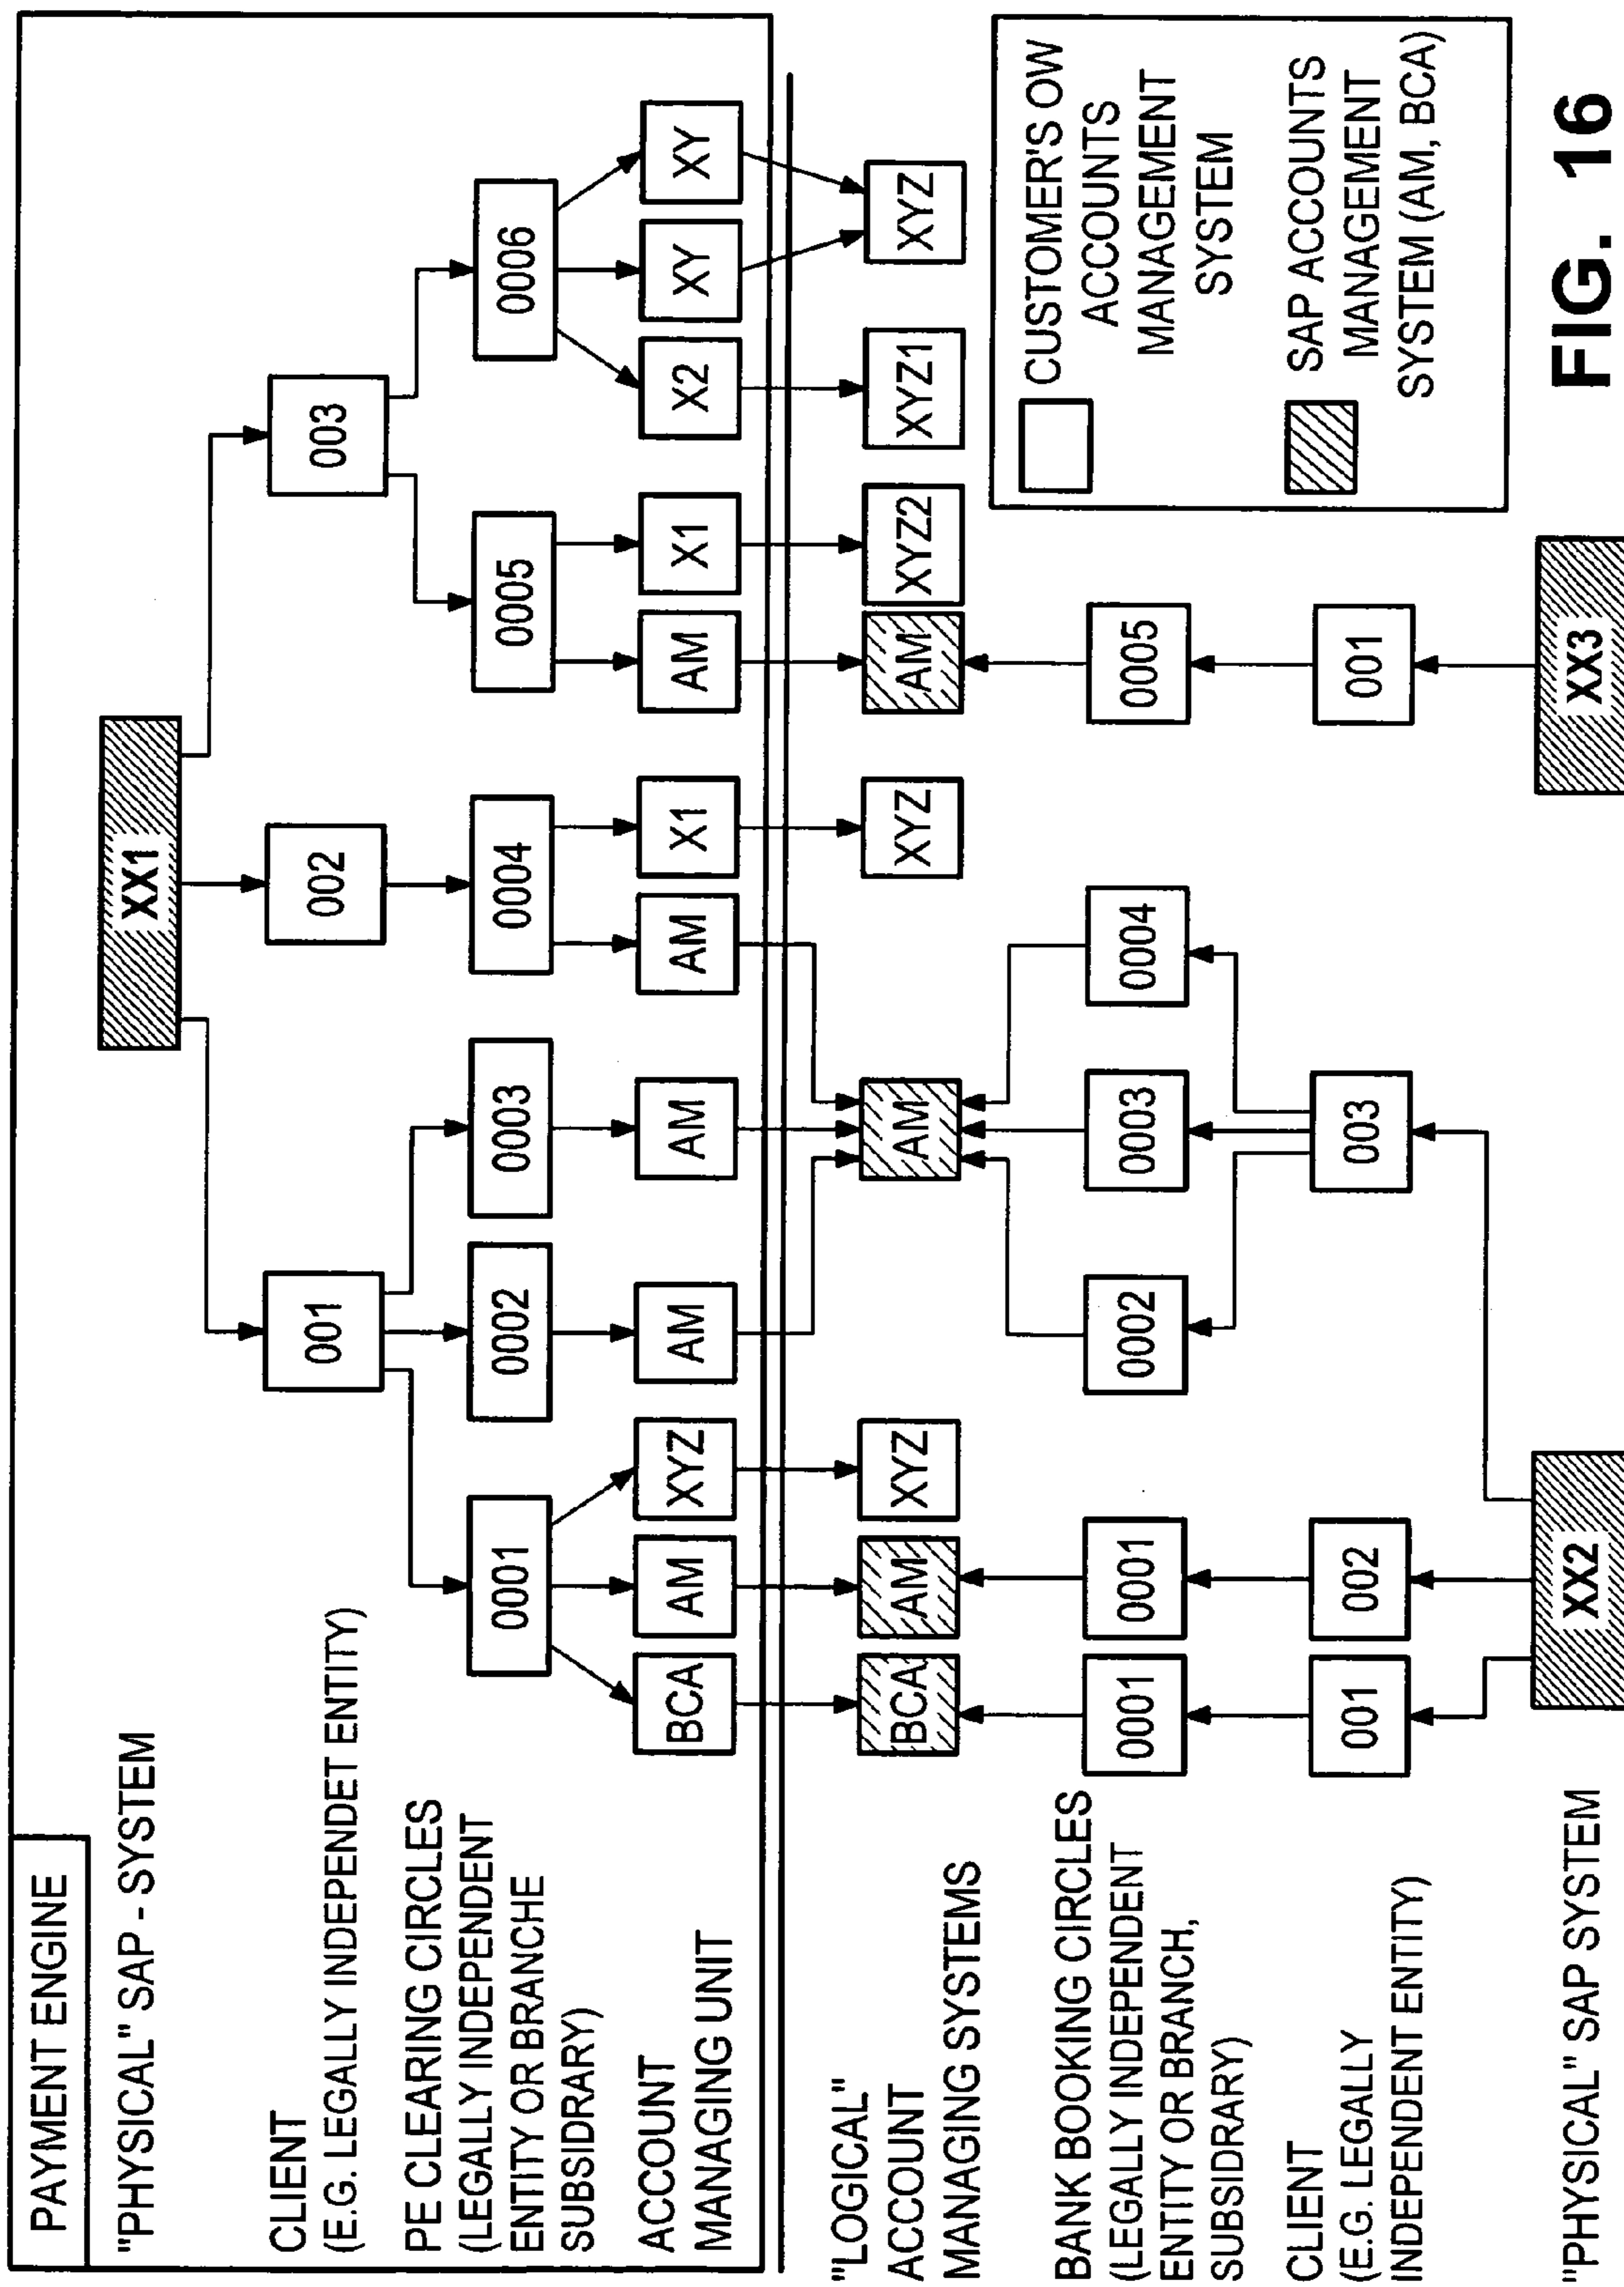 PAYMENT ENGINE
"PHYSICAL" SAP - SYSTEM
XX1
CLIENT
(E.G. LEGALLY INDEPENDET ENTITY)
001
002
003
PE CLEARING CIRCLES
(LEGALLY INDEPENDENT
ENTITY OR BRANCHE
SUBSIDRARY)
0001
0002
0003
0004
0005
0006
ACCOUNT
MANAGING UNIT
BCA
AM
XYZ
AM
AM
AM
X1
AM
X1
X2
XY
XY
"LOGICAL"
ACCOUNT
MANAGING SYSTEMS
BCA
AM
XYZ
AM
XYZ
AM
XYZ2
XYZ1
XYZ
BANK BOOKING CIRCLES
(LEGALLY INDEPENDENT
ENTITY OR BRANCH,
SUBSIDRARY)
0001
0001
0002
0003
0004
0005
CLIENT
(E.G. LEGALLY
INDEPENDENT ENTITY)
001
002
003
001
"PHYSICAL" SAP SYSTEM
XX2
XX3
CUSTOMER'S OW
ACCOUNTS
MANAGEMENT
SYSTEM
SAP ACCOUNTS
MANAGEMENT
SYSTEM (AM, BCA)
FIG. 16